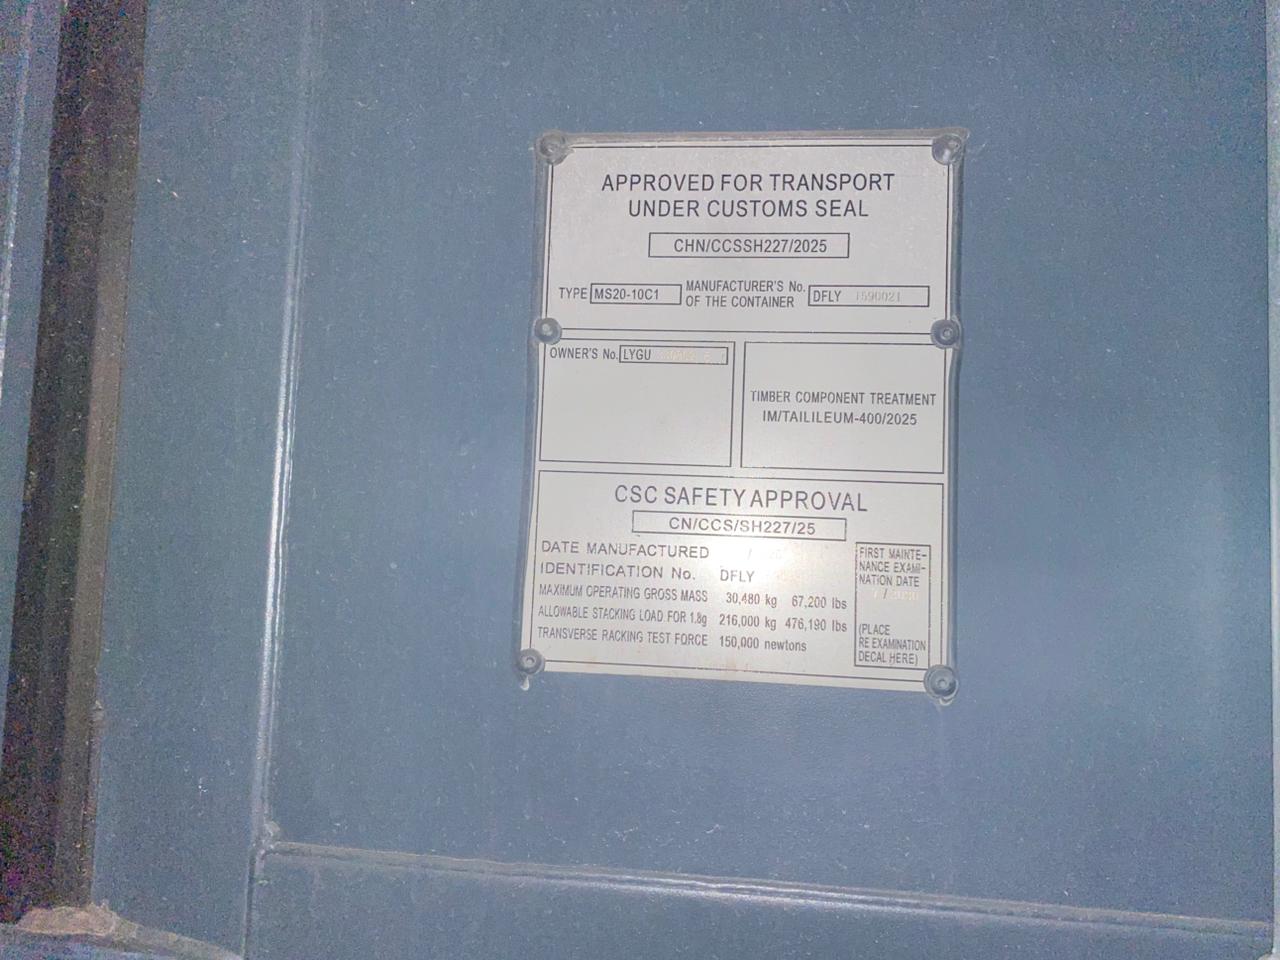 APPROVED FOR TRANSPORT
UNDER CUSTOMS SEAL
CHN/CCSSH227/2025
TYPE MS20-10C1 MANUFACTURER'S No. OF THE CONTAINER DFLY 1590021
OWNER'S No. LYGU
TIMBER COMPONENT TREATMENT
IM/TAILILEUM-400/2025
CSC SAFETY APPROVAL
CN/CCS/SH227/25
DATE MANUFACTURED /
IDENTIFICATION No. DFLY
MAXIMUM OPERATING GROSS MASS 30,480 kg 67,200 lbs
ALLOWABLE STACKING LOAD FOR 1.8g 216,000 kg 476,190 lbs
TRANSVERSE RACKING TEST FORCE 150,000 newtons
FIRST MAINTE-
NANCE EXAMI-
NATION DATE
/
(PLACE
RE EXAMINATION
DECAL HERE)